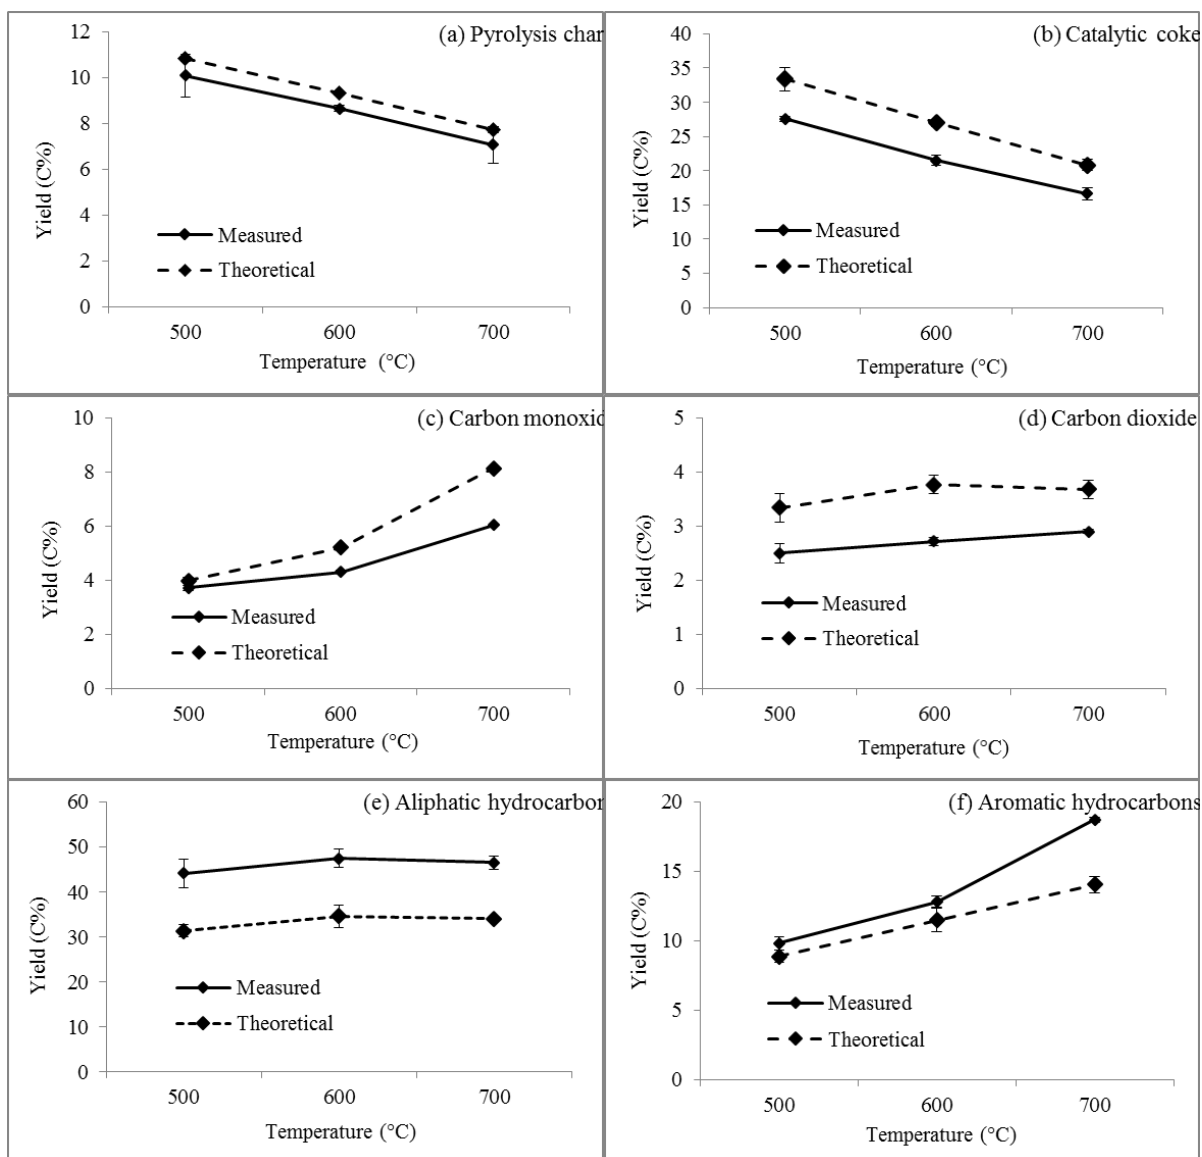 (a) Pyrolysis char
12
10
8
6
4
2
0
Yield (C%)
Measured
Theoretical
500 600 700
Temperature (°C)
(b) Catalytic coke
40
35
30
25
20
15
10
5
0
Yield (C%)
Measured
Theoretical
500 600 700
Temperature (°C)
(c) Carbon monoxid
10
8
6
4
2
0
Yield (C%)
Measured
Theoretical
500 600 700
Temperature (°C)
(d) Carbon dioxide
5
4
3
2
1
0
Yield (C%)
Measured
Theoretical
500 600 700
Temperature (°C)
(e) Aliphatic hydrocarbon
60
50
40
30
20
10
0
Yield (C%)
Measured
Theoretical
500 600 700
Temperature (°C)
(f) Aromatic hydrocarbons
20
15
10
5
0
Yield (C%)
Measured
Theoretical
500 600 700
Temperature (°C)